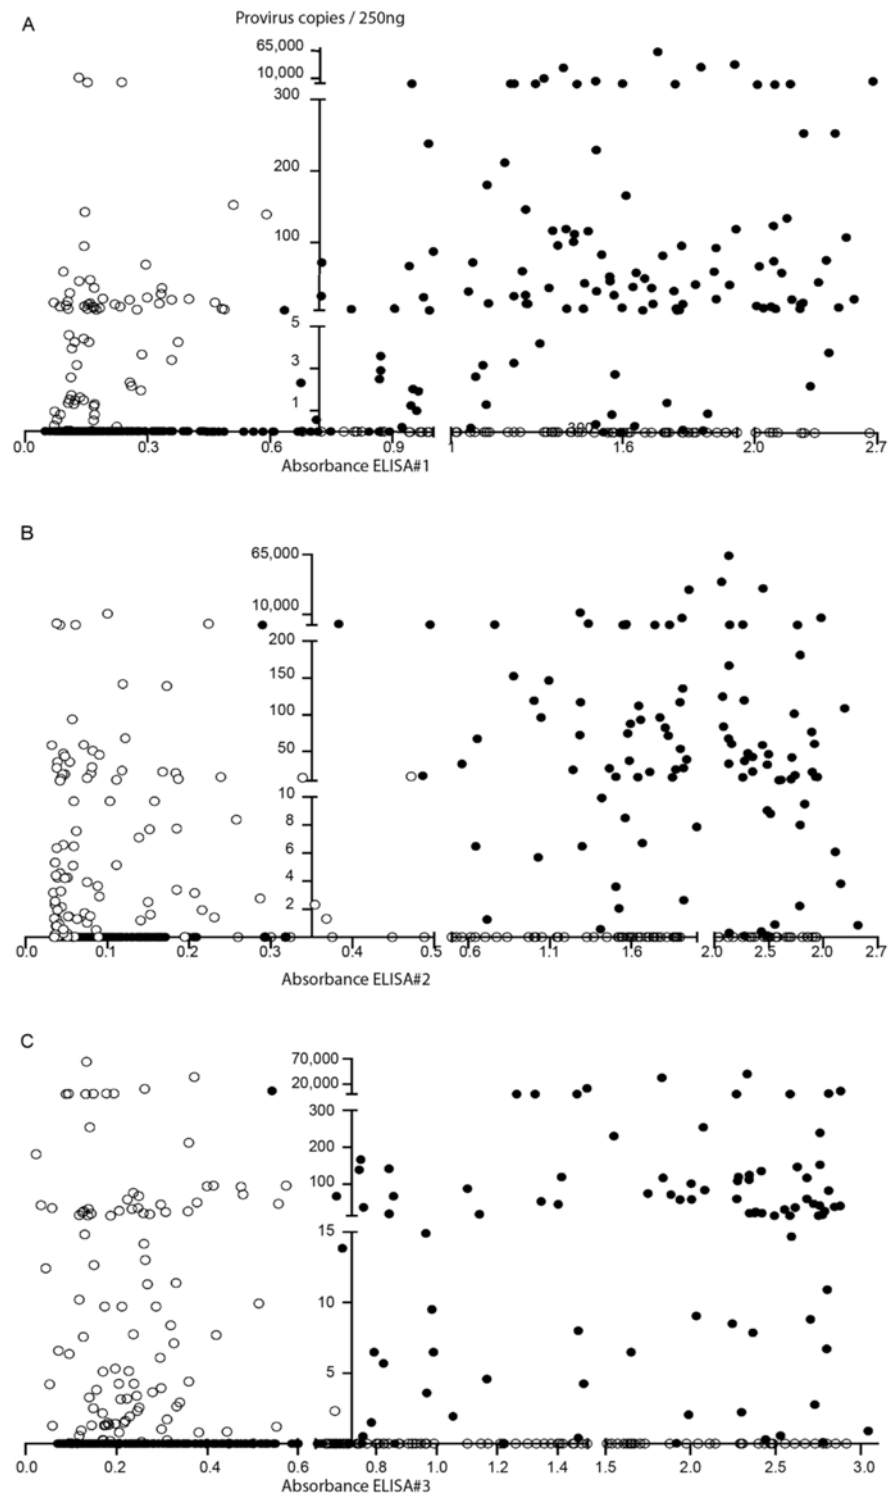 A
Provirus copies / 250ng
65,000
10,000
300
200
100
5
3
1
0.0 0.3 0.6 0.9 1 1.6 2.0 2.7
Absorbance ELISA#1
B
65,000
10,000
200
150
100
50
10
8
6
4
2
0.0 0.1 0.2 0.3 0.4 0.5 0.6 1.1 1.6 2.0 2.5 2.0 2.7
Absorbance ELISA#2
C
70,000
20,000
300
200
100
15
10
5
0.0 0.2 0.4 0.6 0.8 1.0 1.2 1.4 1.5 2.0 2.5 3.0
Absorbance ELISA#3